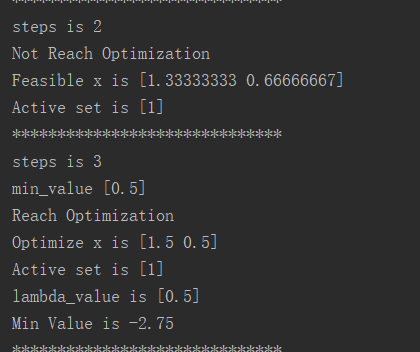 ******************************
steps is 2
Not Reach Optimization
Feasible x is [1.33333333 0.66666667]
Active set is [1]
******************************
steps is 3
min_value [0.5]
Reach Optimization
Optimize x is [1.5 0.5]
Active set is [1]
lambda_value is [0.5]
Min Value is -2.75
******************************